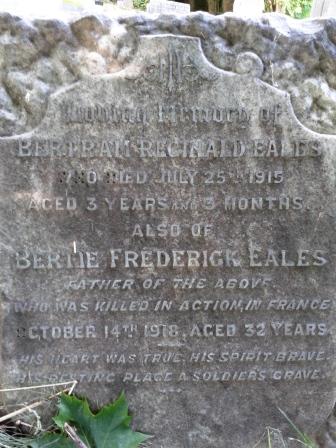 In Loving Memory of
BERTRAM REGINALD EALES
WHO DIED JULY 25TH 1915
AGED 3 YEARS AND 3 MONTHS.
ALSO OF
BERTIE FREDERICK EALES
FATHER OF THE ABOVE
WHO WAS KILLED IN ACTION, IN FRANCE
OCTOBER 14TH 1918, AGED 32 YEARS
HIS HEART WAS TRUE, HIS SPIRIT BRAVE
HIS RESTING PLACE A SOLDIERS GRAVE.